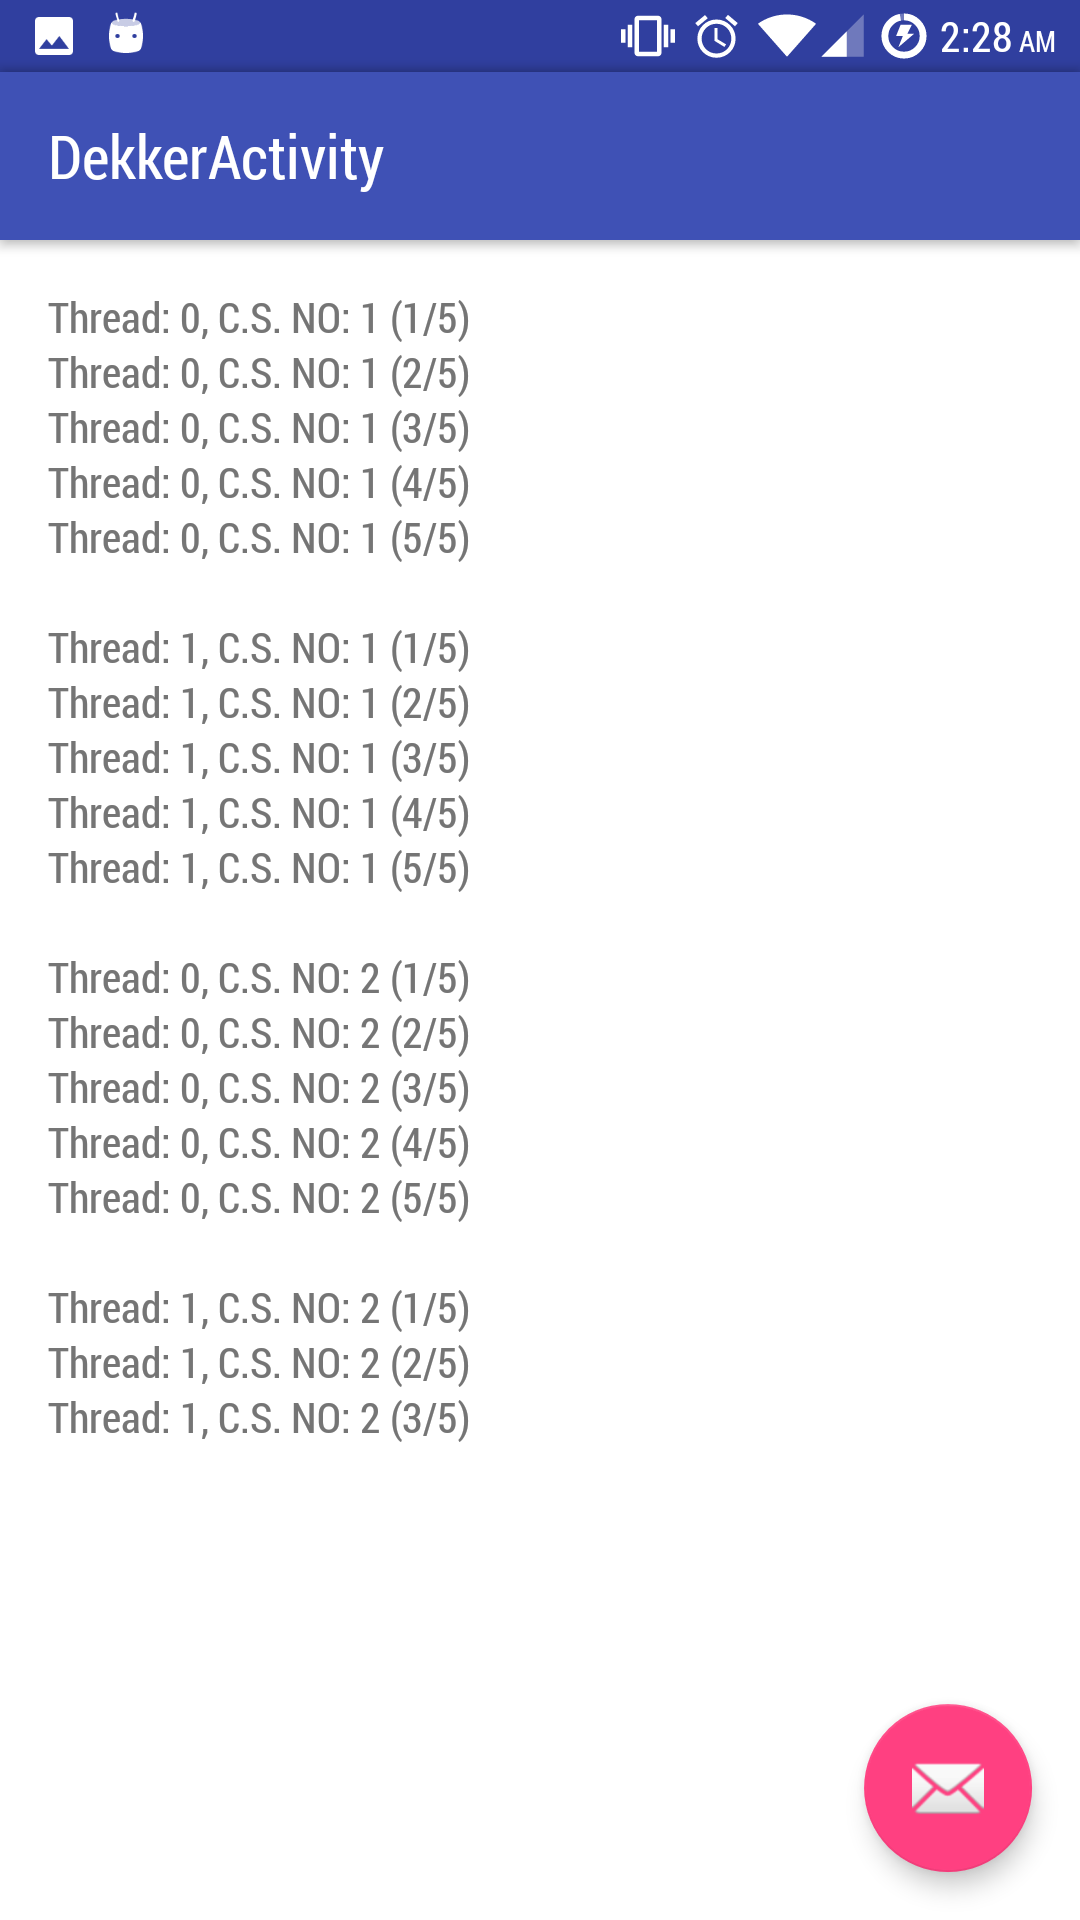 2:28 AM
DekkerActivity
Thread: 0, C.S. NO: 1 (1/5)
Thread: 0, C.S. NO: 1 (2/5)
Thread: 0, C.S. NO: 1 (3/5)
Thread: 0, C.S. NO: 1 (4/5)
Thread: 0, C.S. NO: 1 (5/5)
Thread: 1, C.S. NO: 1 (1/5)
Thread: 1, C.S. NO: 1 (2/5)
Thread: 1, C.S. NO: 1 (3/5)
Thread: 1, C.S. NO: 1 (4/5)
Thread: 1, C.S. NO: 1 (5/5)
Thread: 0, C.S. NO: 2 (1/5)
Thread: 0, C.S. NO: 2 (2/5)
Thread: 0, C.S. NO: 2 (3/5)
Thread: 0, C.S. NO: 2 (4/5)
Thread: 0, C.S. NO: 2 (5/5)
Thread: 1, C.S. NO: 2 (1/5)
Thread: 1, C.S. NO: 2 (2/5)
Thread: 1, C.S. NO: 2 (3/5)